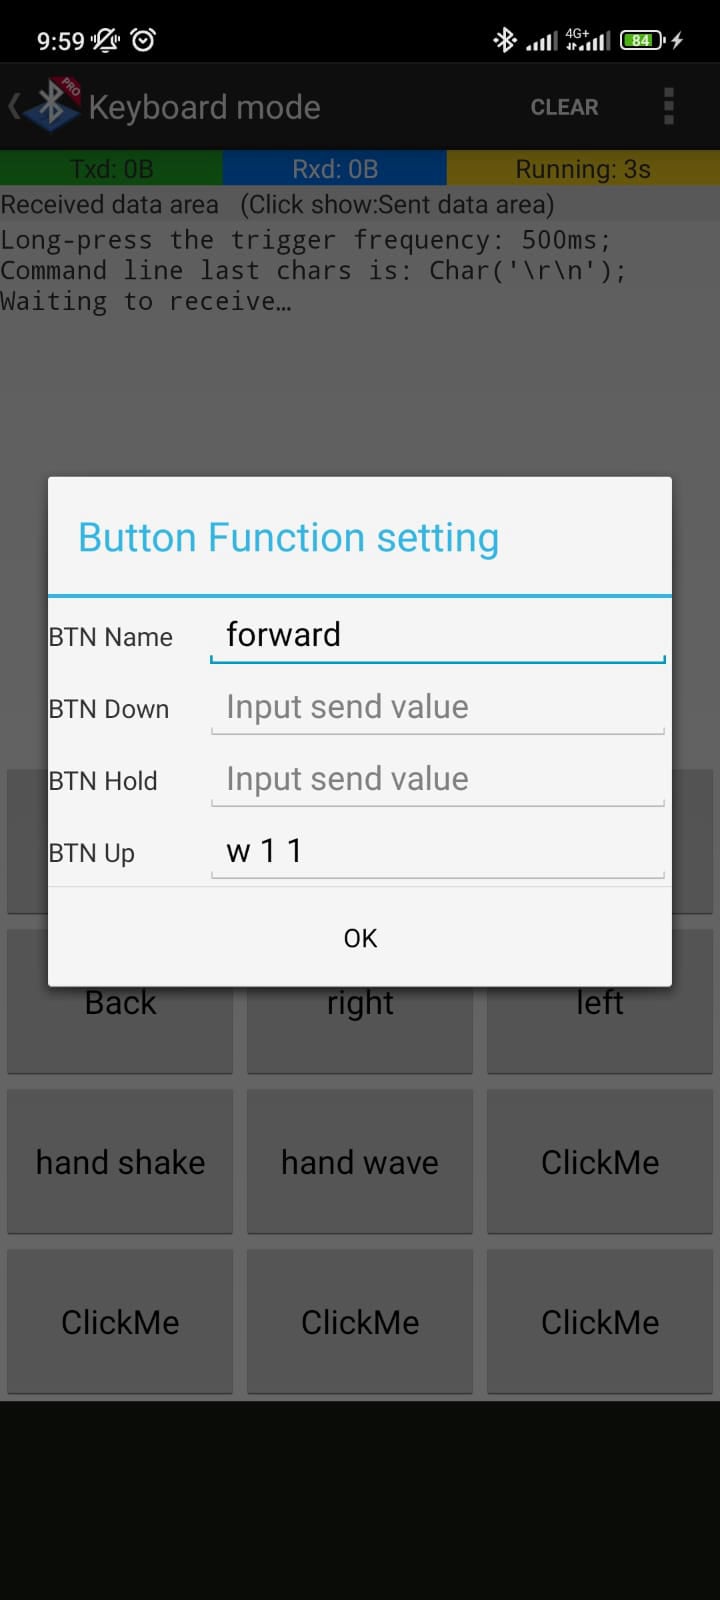 9:59 4G+ 84
PRO
Keyboard mode CLEAR
Txd: 0B Rxd: 0B Running: 3s
Received data area (Click show:Sent data area)
Long-press the trigger frequency: 500ms;
Command line last chars is: Char('\r\n');
Waiting to receive…
Button Function setting
BTN Name forward
BTN Down Input send value
BTN Hold Input send value
BTN Up w 1 1
OK
Back right left
hand shake hand wave ClickMe
ClickMe ClickMe ClickMe